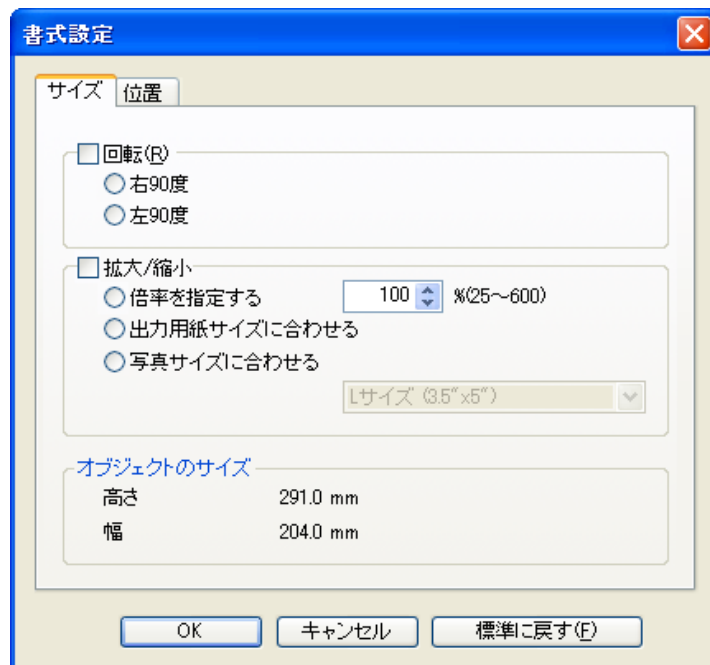 書式設定
サイズ 位置
回転(R)
右90度
左90度
拡大/縮小
倍率を指定する 100 %(25～600)
出力用紙サイズに合わせる
写真サイズに合わせる
Lサイズ (3.5"x5")
オブジェクトのサイズ
高さ 291.0 mm
幅 204.0 mm
OK キャンセル 標準に戻す(F)